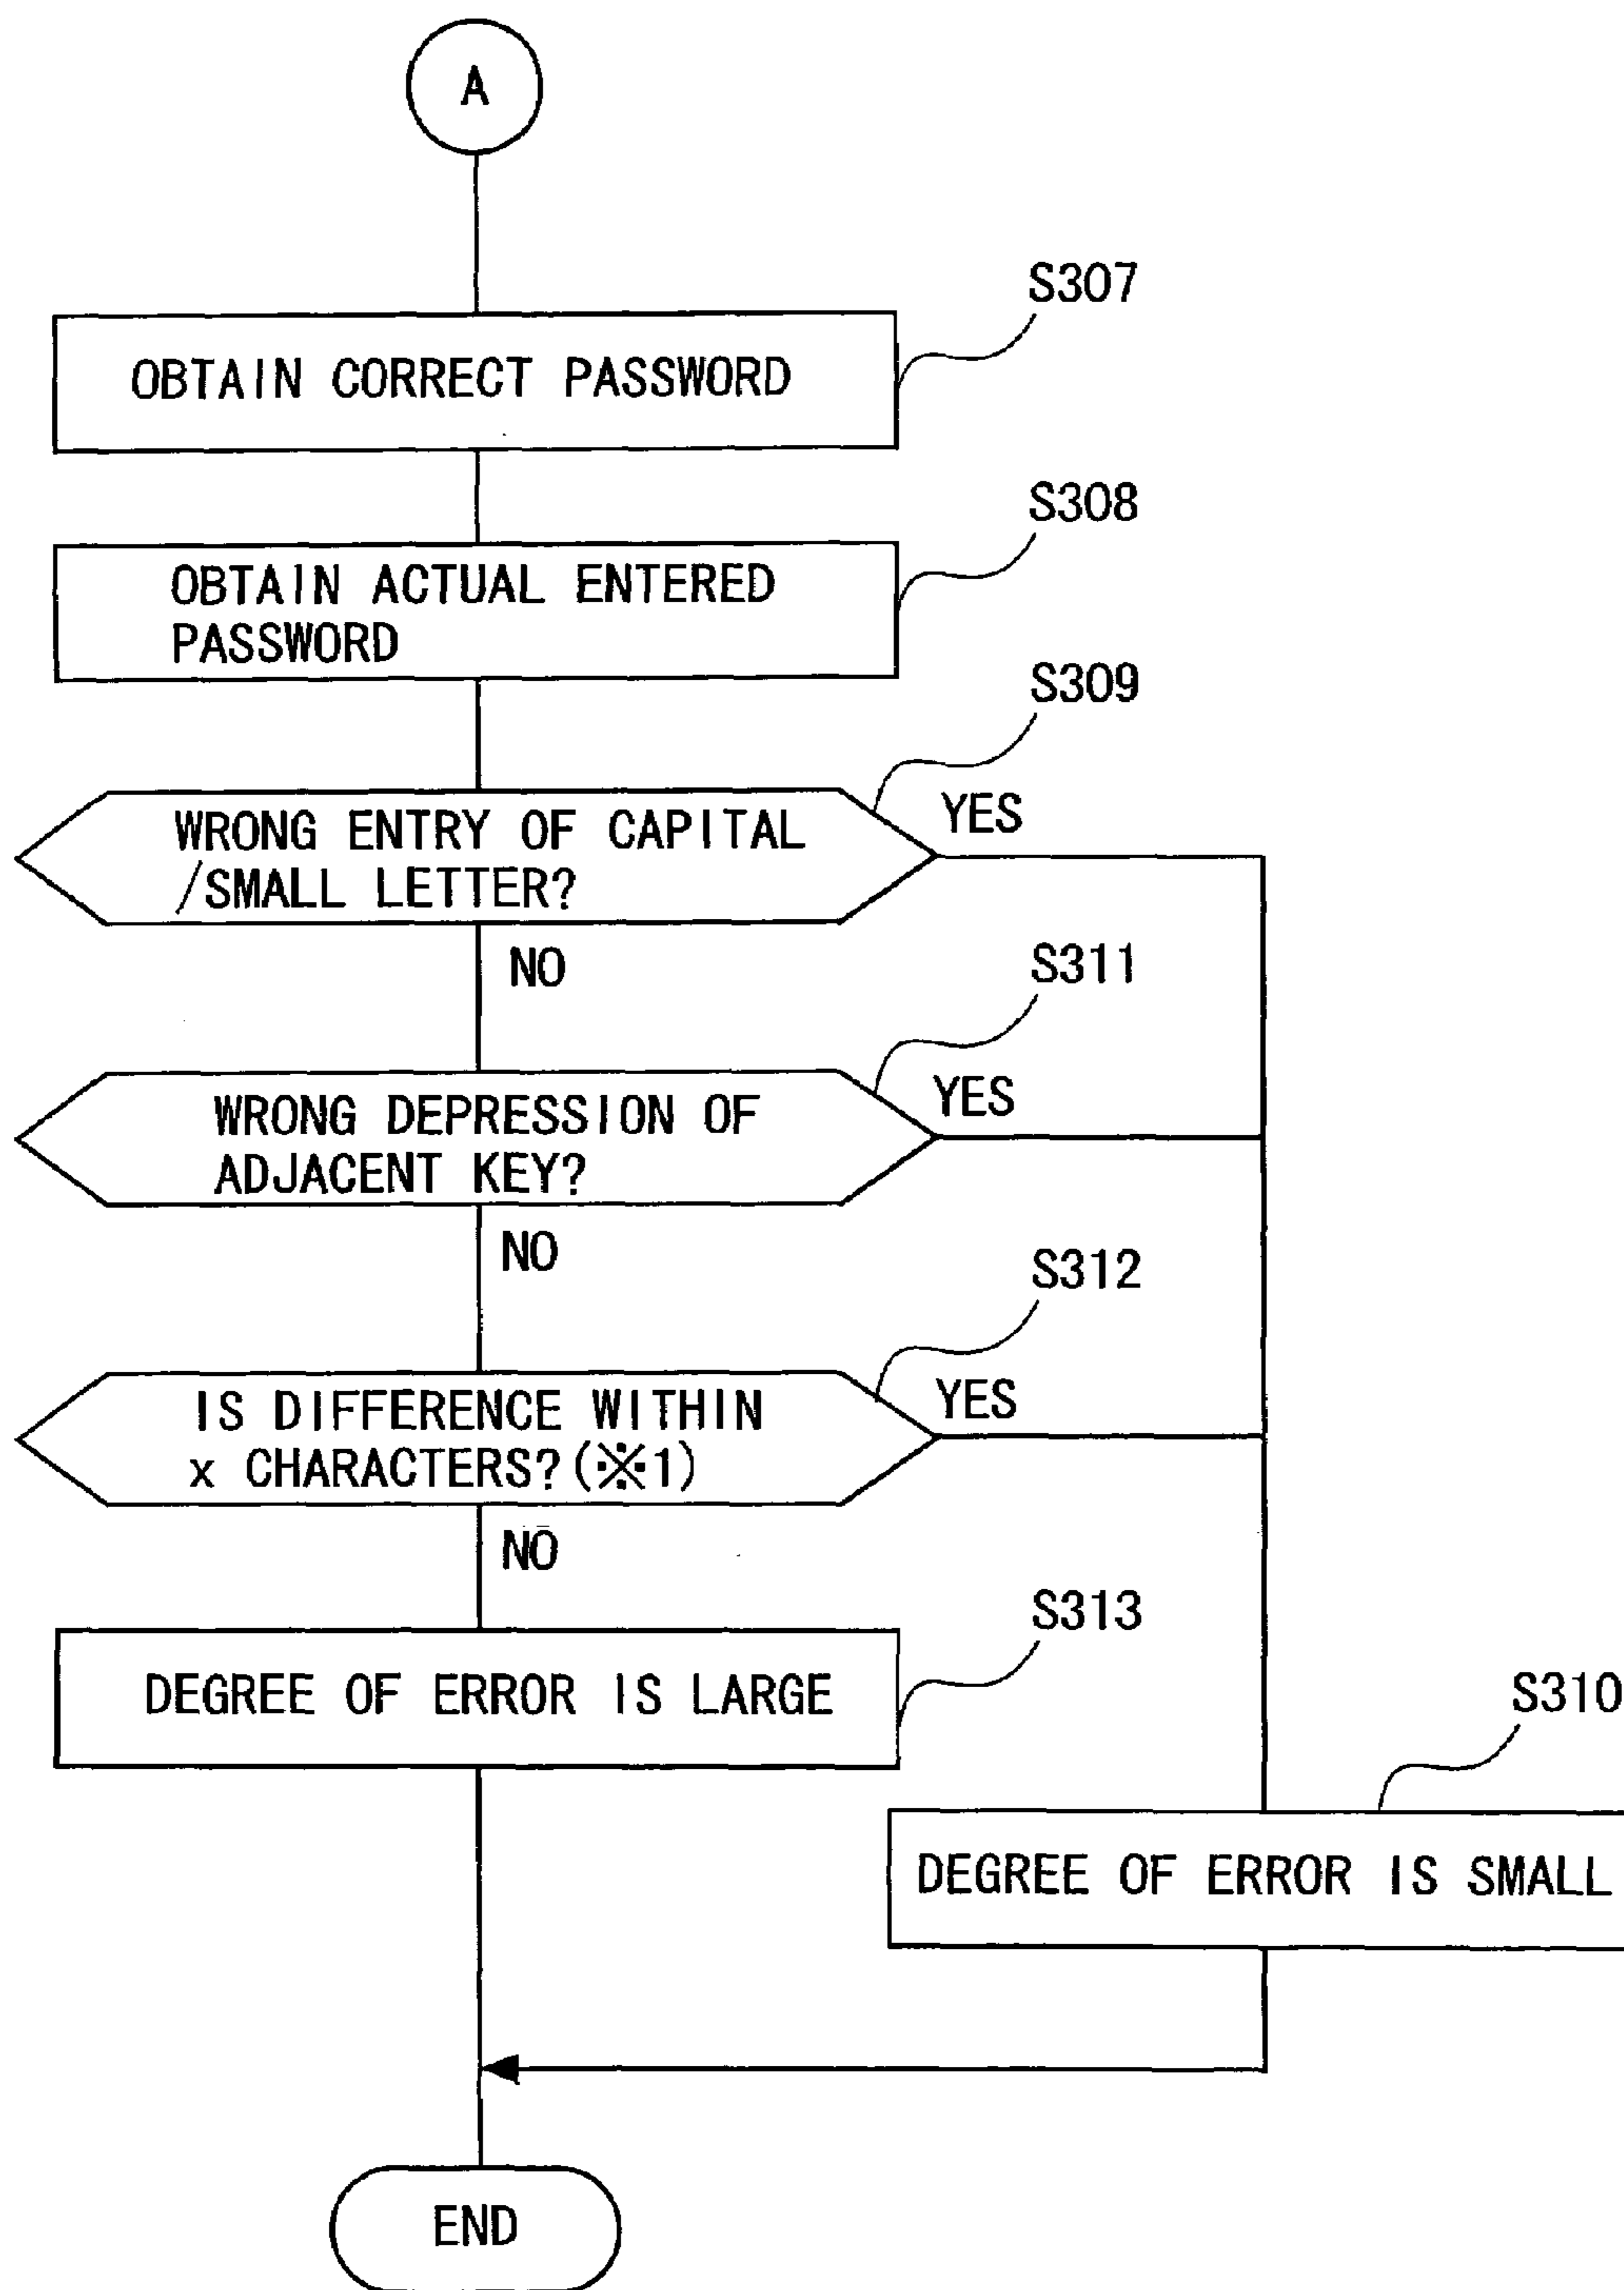 A
S307
OBTAIN CORRECT PASSWORD
S308
OBTAIN ACTUAL ENTERED
PASSWORD
S309
WRONG ENTRY OF CAPITAL
/SMALL LETTER?
YES
NO
S311
WRONG DEPRESSION OF
ADJACENT KEY?
YES
NO
S312
IS DIFFERENCE WITHIN
x CHARACTERS?(※1)
YES
NO
S313
DEGREE OF ERROR IS LARGE
S310
DEGREE OF ERROR IS SMALL
END